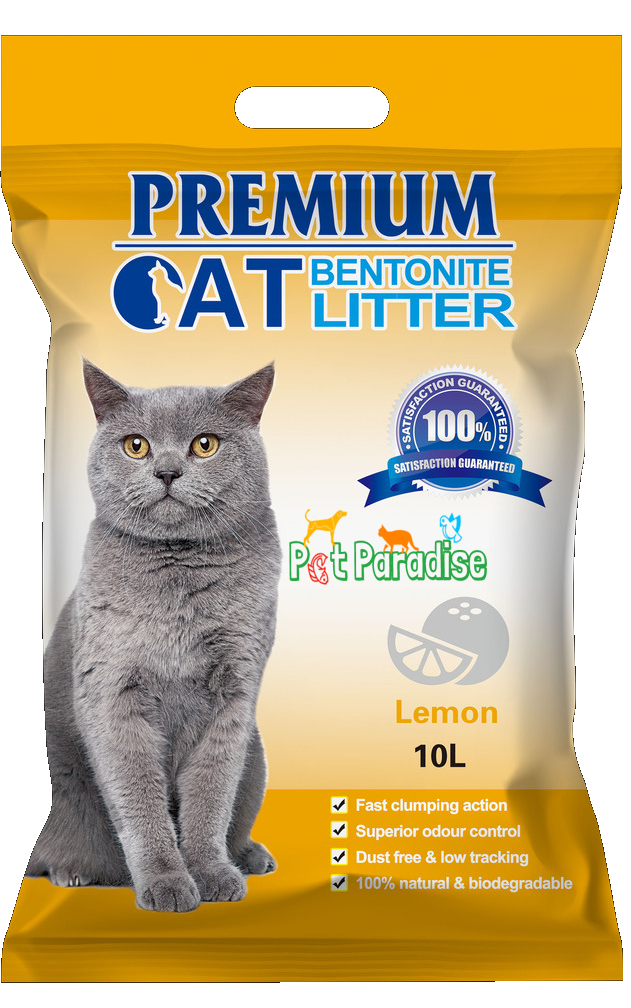 PREMIUM
CAT BENTONITE
LITTER
SATISFACTION GUARANTEED
100%
SATISFACTION GUARANTEED
Pet Paradise
Lemon
10L
Fast clumping action
Superior odour control
Dust free & low tracking
100% natural & biodegradable